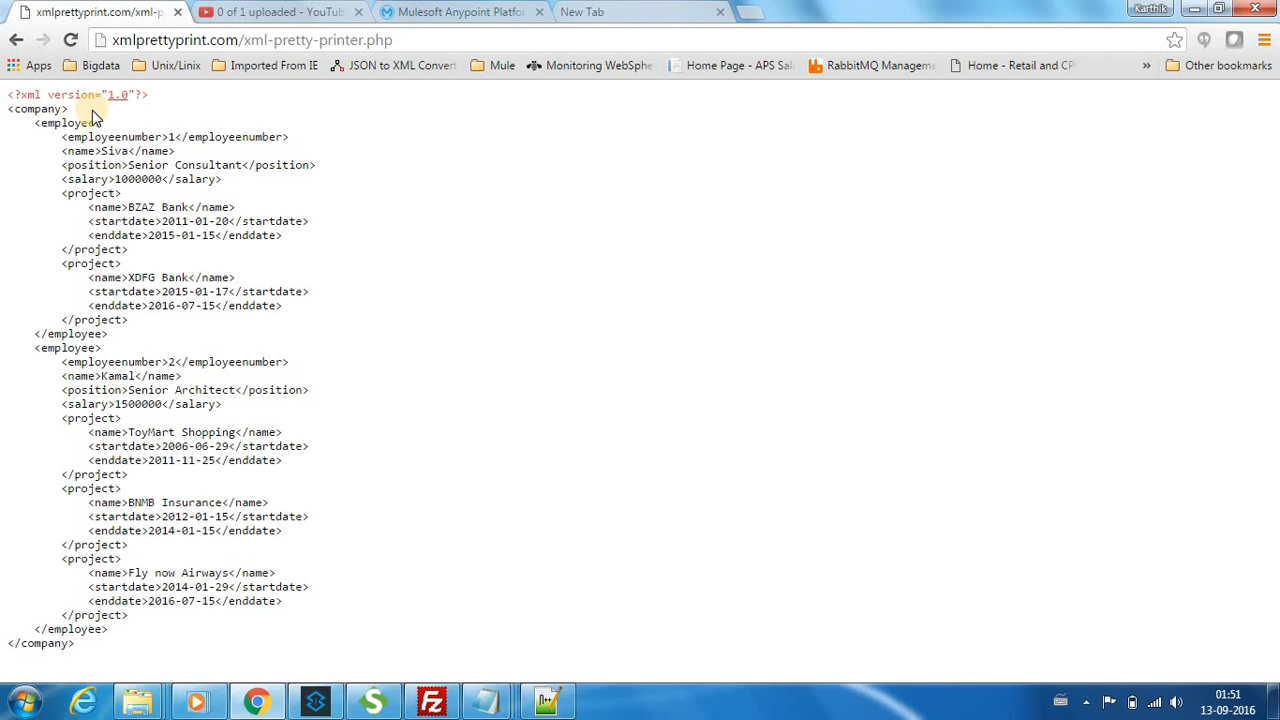 xmlprettyprint.com/xml-p
0 of 1 uploaded - YouTub
Mulesoft Anypoint Platfo
New Tab
Karthik
xmlprettyprint.com/xml-pretty-printer.php
Apps
Bigdata
Unix/Linx
Imported From IE
JSON to XML Convert
Mule
Monitoring WebSphe
Home Page - APS Sal
RabbitMQ Manageme
Home - Retail and CP
»
Other bookmarks
<?xml version="1.0"?>
<company>
<employee>
<employeenumber>1</employeenumber>
<name>Siva</name>
<position>Senior Consultant</position>
<salary>1000000</salary>
<project>
<name>BZAZ Bank</name>
<startdate>2011-01-20</startdate>
<enddate>2015-01-15</enddate>
</project>
<project>
<name>XDFG Bank</name>
<startdate>2015-01-17</startdate>
<enddate>2016-07-15</enddate>
</project>
</employee>
<employee>
<employeenumber>2</employeenumber>
<name>Kamal</name>
<position>Senior Architect</position>
<salary>1500000</salary>
<project>
<name>ToyMart Shopping</name>
<startdate>2006-06-29</startdate>
<enddate>2011-11-25</enddate>
</project>
<project>
<name>BNMB Insurance</name>
<startdate>2012-01-15</startdate>
<enddate>2014-01-15</enddate>
</project>
<project>
<name>Fly now Airways</name>
<startdate>2014-01-29</startdate>
<enddate>2016-07-15</enddate>
</project>
</employee>
</company>
01:51
13-09-2016